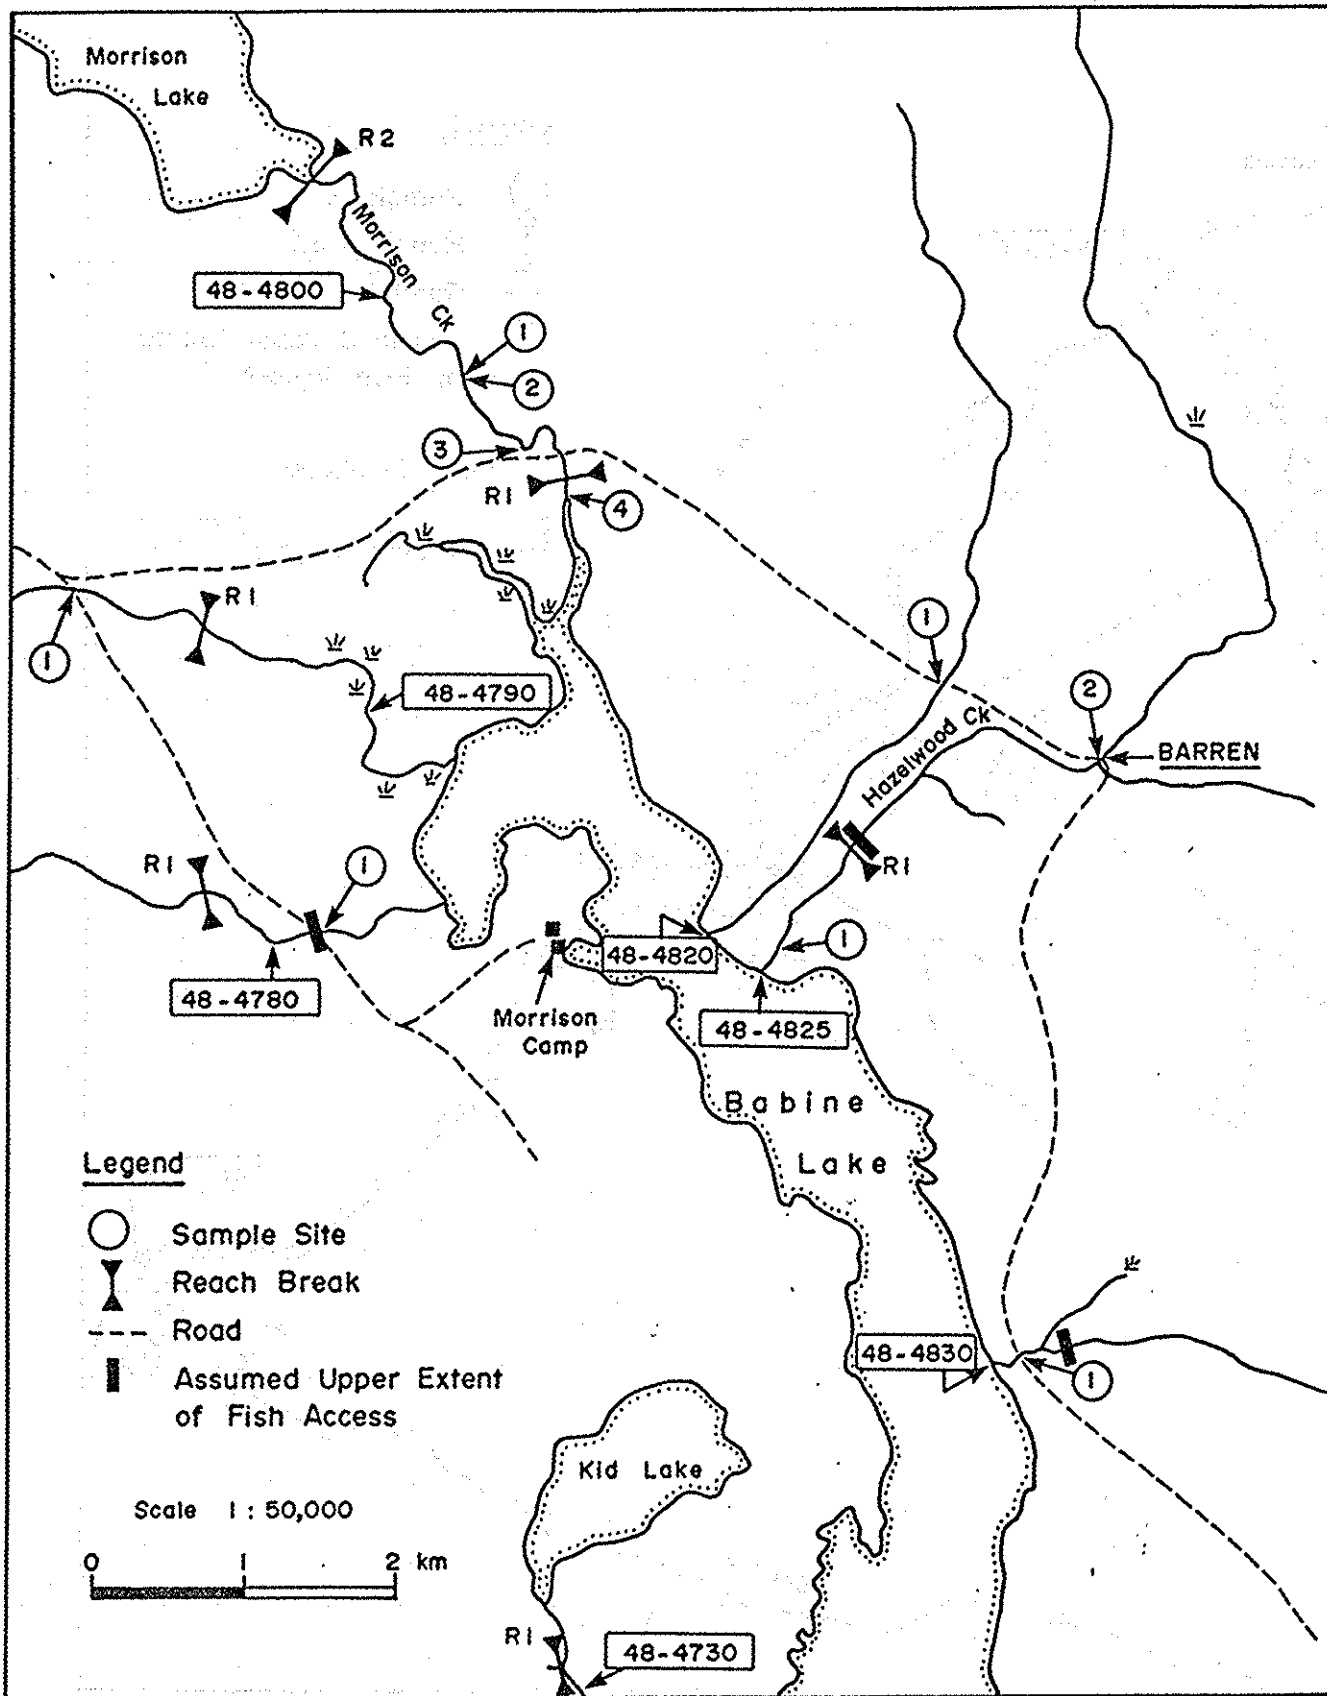 Morrison
Lake
R2
Morrison
Ck
48-4800
1
2
3
R1
4
R1
1
48-4790
1
2
Hazelwood Ck
BARREN
R1
1
R1
1
48-4820
48-4780
Morrison
Camp
48-4825
Babine
Lake
Legend
Sample Site
Reach Break
Road
Assumed Upper Extent
of Fish Access
48-4830
1
Kid Lake
Scale 1 : 50,000
0 1 2 km
R1
48-4730